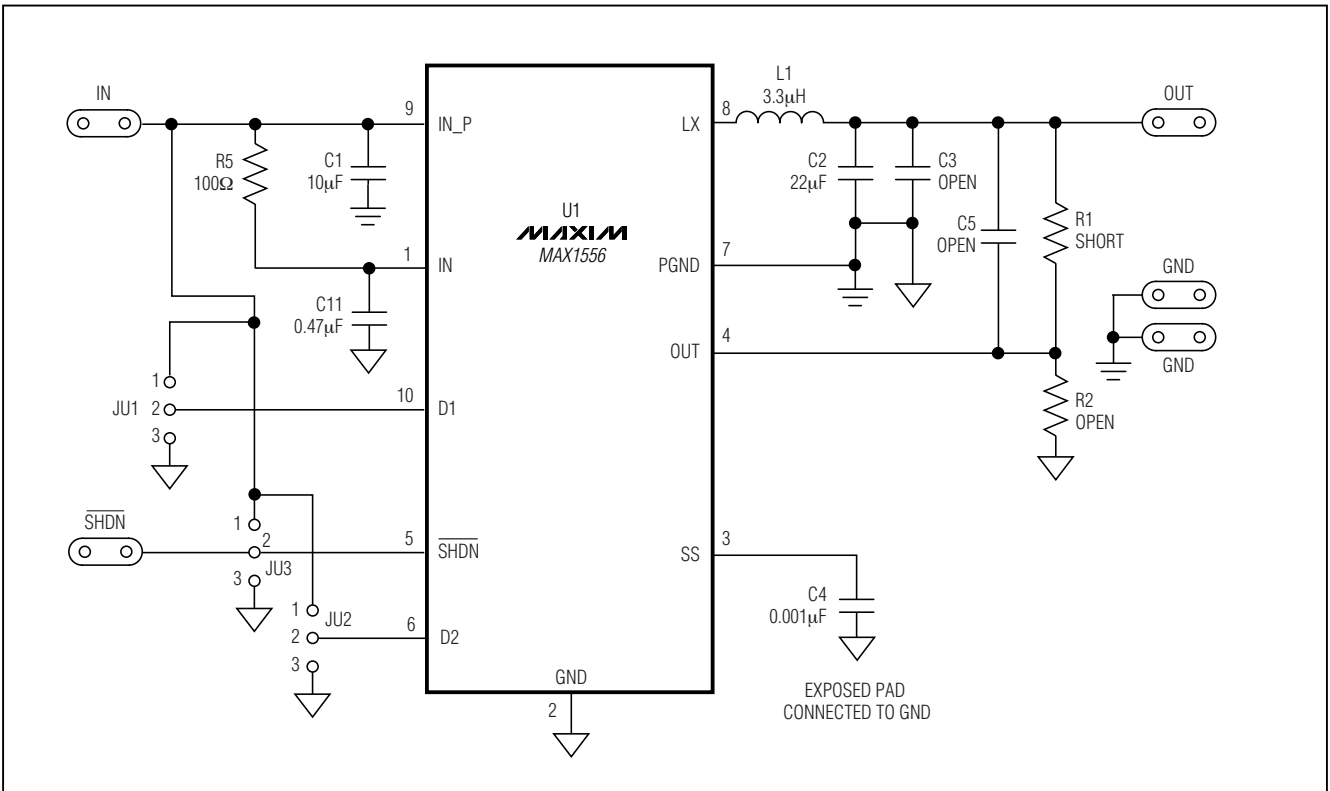 IN
R5
100Ω
C1
10µF
9
IN_P
1
IN
C11
0.47µF
1
JU1
2
3
10
D1
SHDN
1
2
3
JU3
5
SHDN
1
JU2
2
3
6
D2
U1
MAXIM
MAX1556
GND
2
LX
8
L1
3.3µH
C2
22µF
C3
OPEN
C5
OPEN
R1
SHORT
OUT
PGND
7
GND
GND
OUT
4
R2
OPEN
SS
3
C4
0.001µF
EXPOSED PAD
CONNECTED TO GND